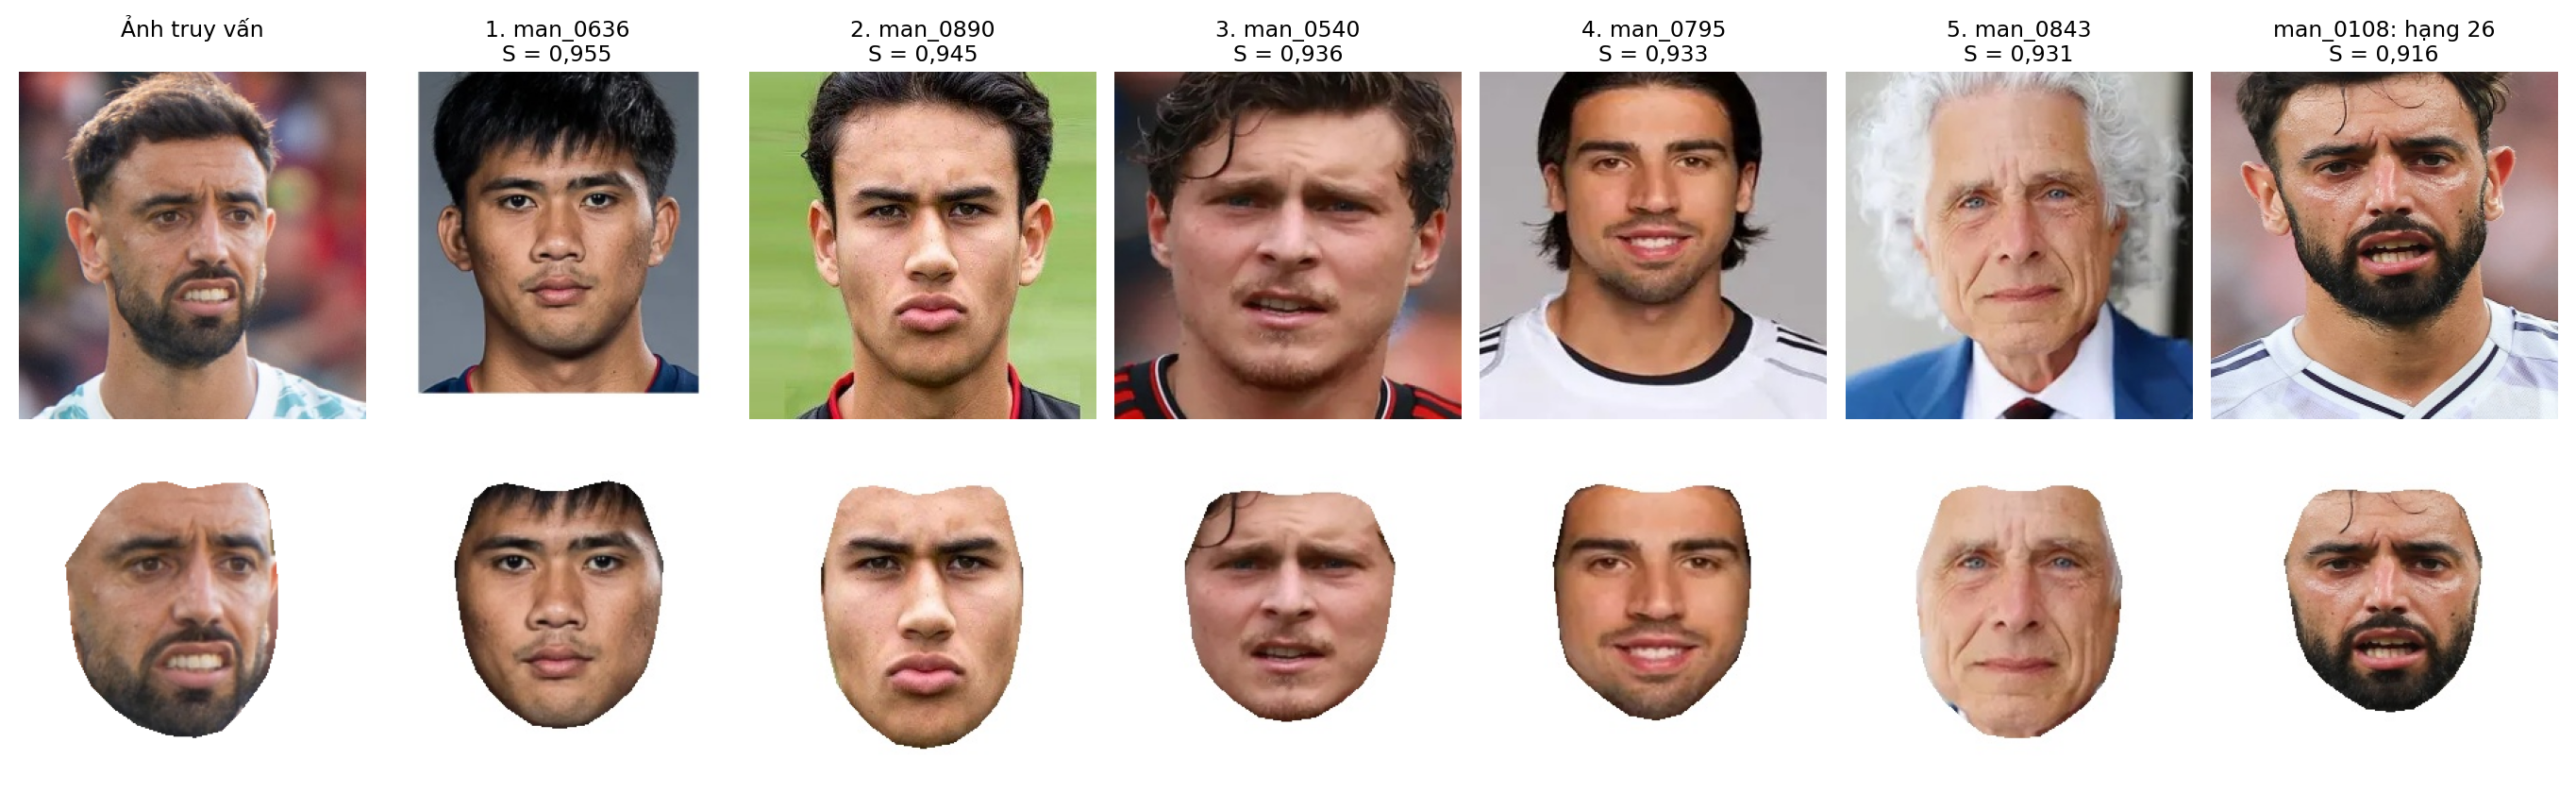 Ảnh truy vấn
1. man_0636
S = 0,955
2. man_0890
S = 0,945
3. man_0540
S = 0,936
4. man_0795
S = 0,933
5. man_0843
S = 0,931
man_0108: hạng 26
S = 0,916